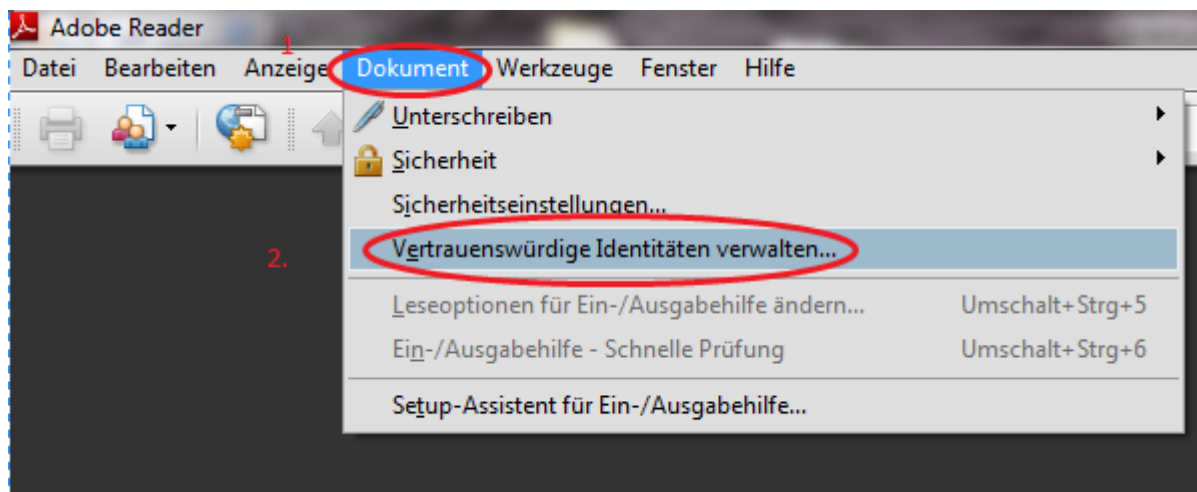 Adobe Reader
1
Datei Bearbeiten Anzeige Dokument Werkzeuge Fenster Hilfe
Unterschreiben
Sicherheit
Sicherheitseinstellungen...
2.
Vertrauenswürdige Identitäten verwalten...
Leseoptionen für Ein-/Ausgabehilfe ändern... Umschalt+Strg+5
Ein-/Ausgabehilfe - Schnelle Prüfung Umschalt+Strg+6
Setup-Assistent für Ein-/Ausgabehilfe...